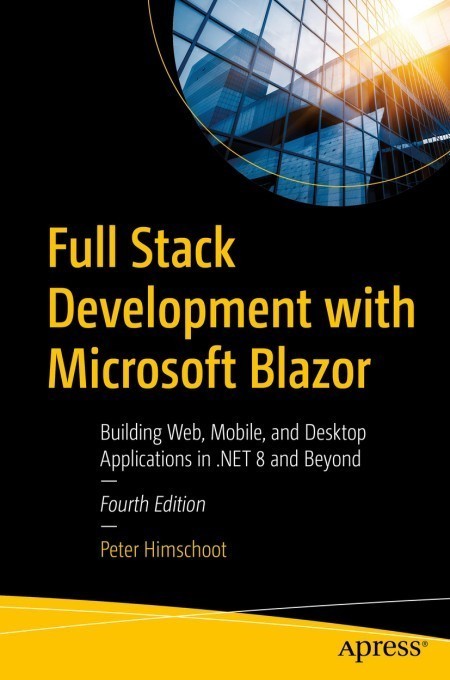 Full Stack
Development with
Microsoft Blazor
Building Web, Mobile, and Desktop
Applications in .NET 8 and Beyond
—
Fourth Edition
—
Peter Himschoot
Apress®